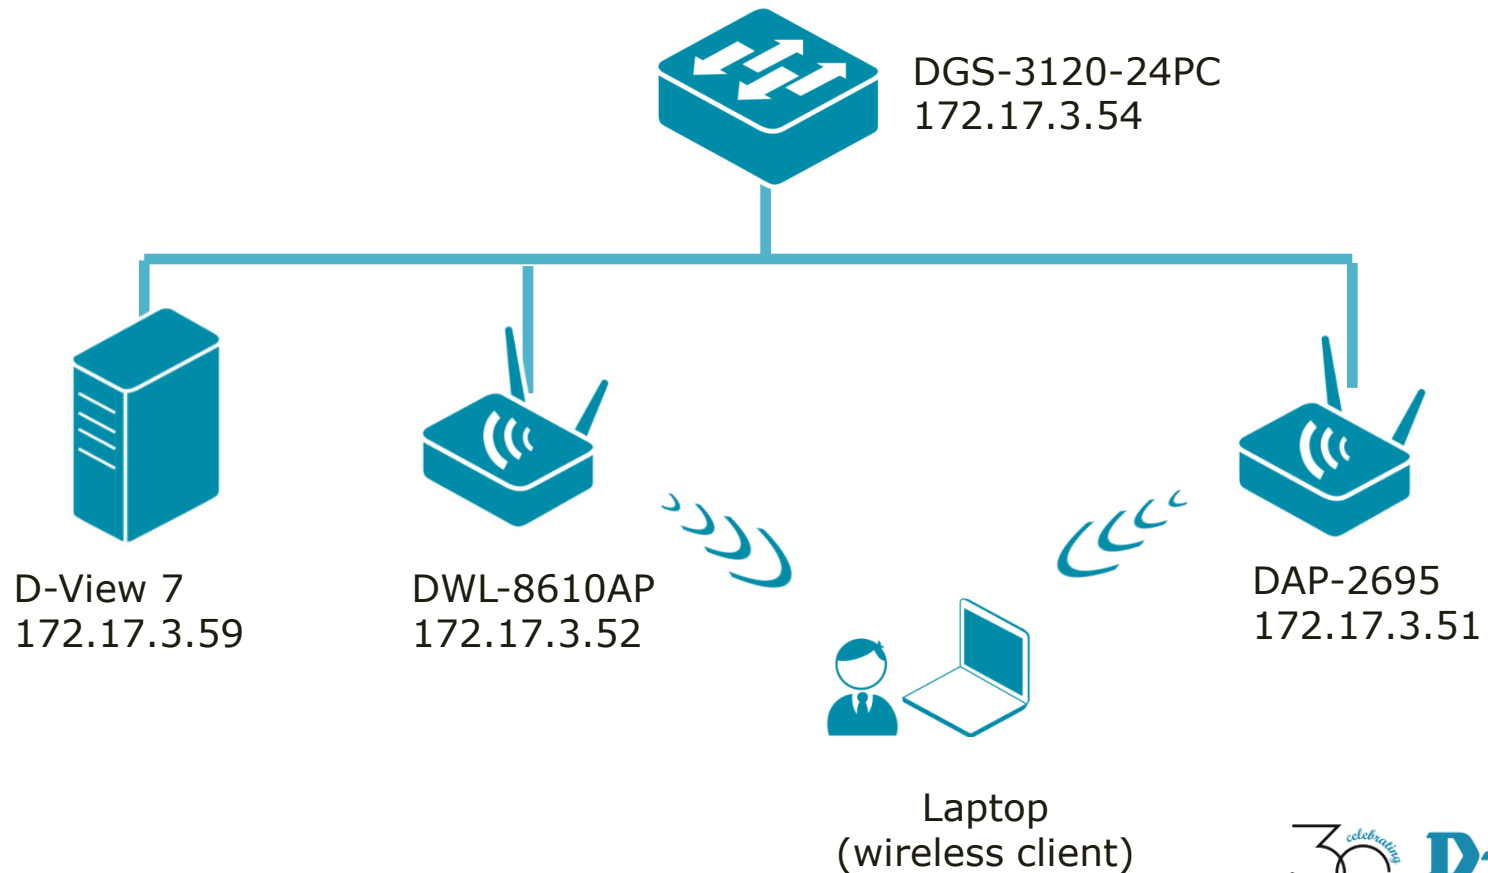 DGS-3120-24PC
172.17.3.54
D-View 7
172.17.3.59
DWL-8610AP
172.17.3.52
DAP-2695
172.17.3.51
Laptop
(wireless client)
30
celebrating